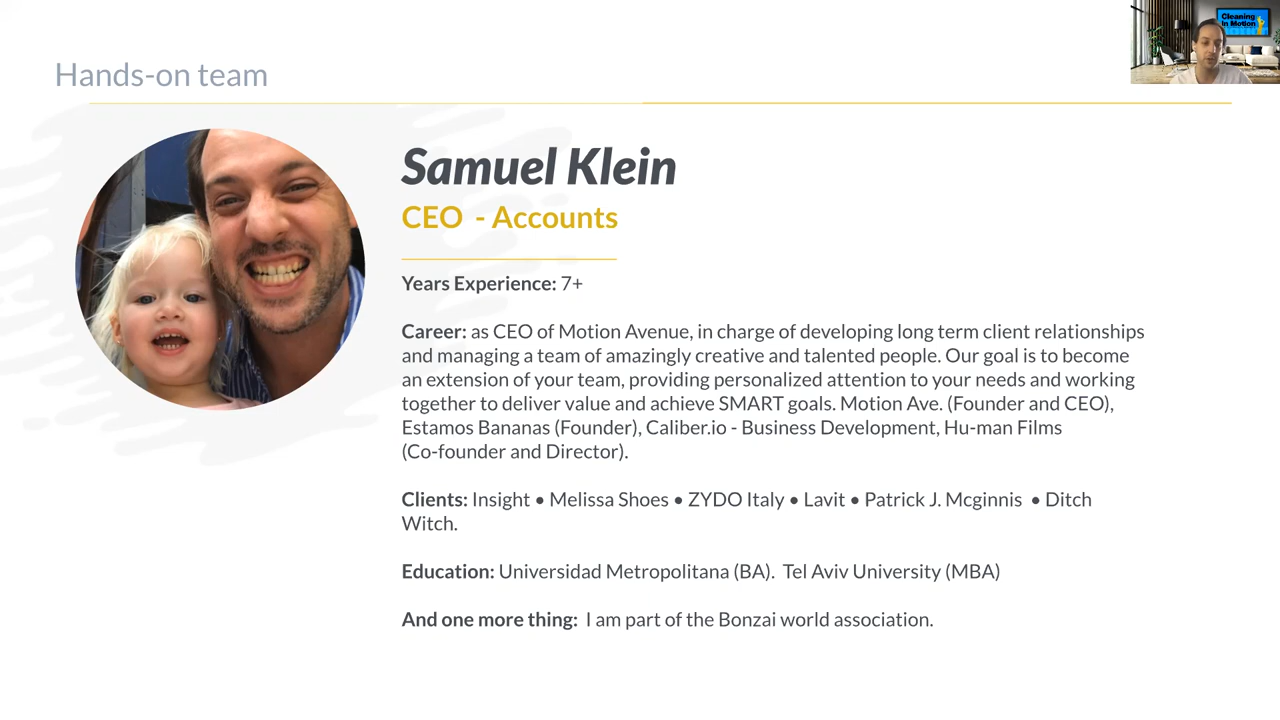 Hands-on team
Cleaning
In Motion
Samuel Klein
CEO - Accounts
Years Experience: 7+
Career: as CEO of Motion Avenue, in charge of developing long term client relationships
and managing a team of amazingly creative and talented people. Our goal is to become
an extension of your team, providing personalized attention to your needs and working
together to deliver value and achieve SMART goals. Motion Ave. (Founder and CEO),
Estamos Bananas (Founder), Caliber.io - Business Development, Hu-man Films
(Co-founder and Director).
Clients: Insight • Melissa Shoes • ZYDO Italy • Lavit • Patrick J. Mcginnis • Ditch
Witch.
Education: Universidad Metropolitana (BA). Tel Aviv University (MBA)
And one more thing: I am part of the Bonzai world association.